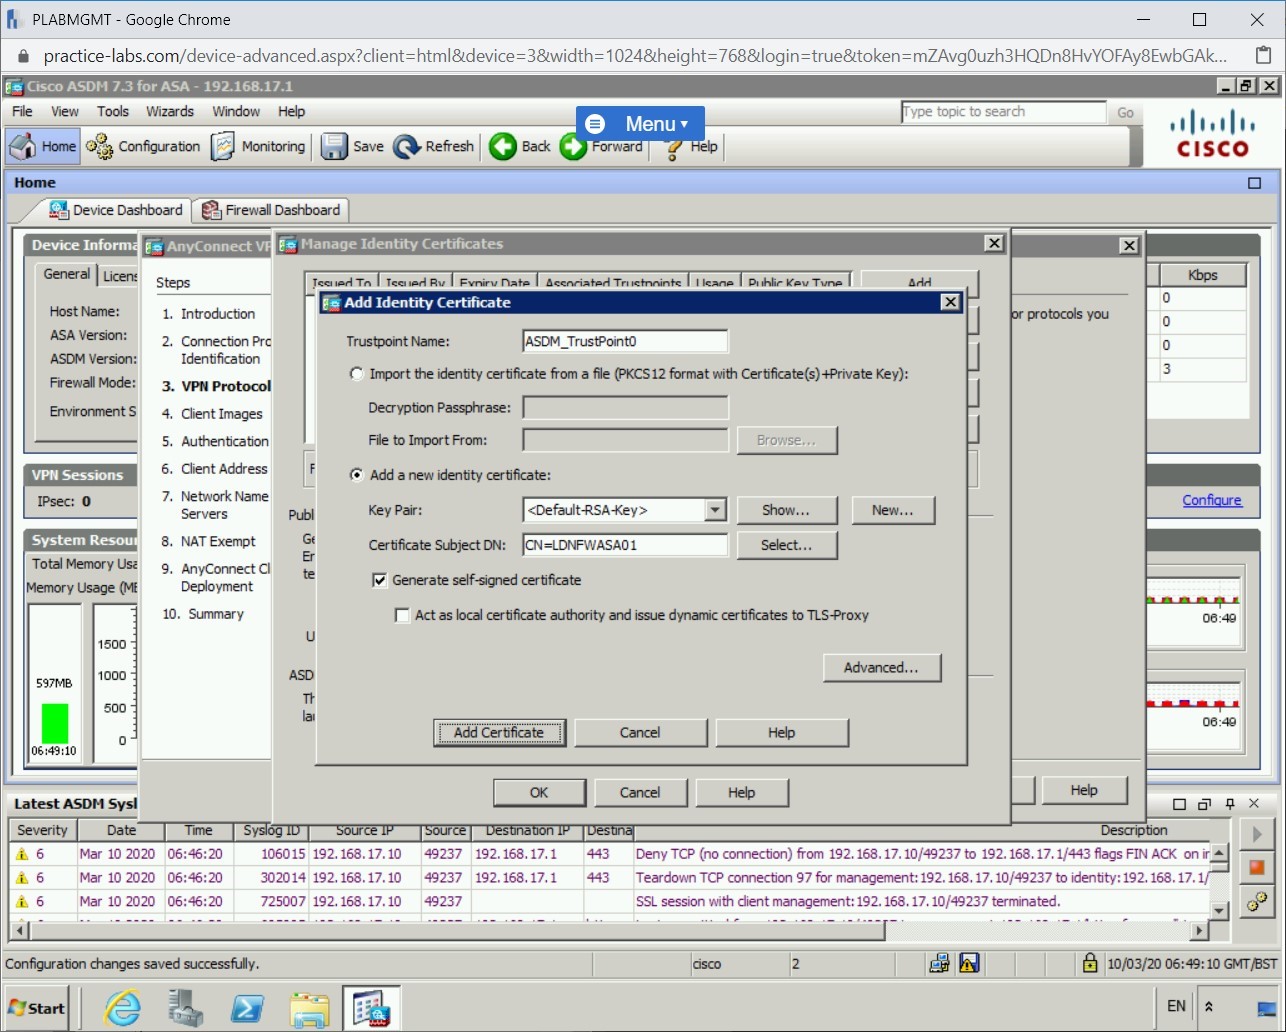 PLABMGMT - Google Chrome
practice-labs.com/device-advanced.aspx?client=html&device=3&width=1024&height=768&login=true&token=mZAvg0uzh3HQDn8HvYOFAy8EwbGAk...
Cisco ASDM 7.3 for ASA - 192.168.17.1
File View Tools Wizards Window Help
Type topic to search Go
Menu
Home Configuration Monitoring Save Refresh Back Forward Help
CISCO
Home
Device Dashboard Firewall Dashboard
Device Informa
General Licens
Host Name:
ASA Version:
ASDM Version:
Firewall Mode:
Environment S
VPN Sessions
IPsec: 0
System Resour
Total Memory Usa
Memory Usage (ME
597MB
06:49:10
1500
1000
500
0
AnyConnect VP
Steps
1. Introduction
2. Connection Pro
Identification
3. VPN Protocol
4. Client Images
5. Authentication
6. Client Address
7. Network Name
Servers
8. NAT Exempt
9. AnyConnect Cl
Deployment
10. Summary
Manage Identity Certificates
Issued To Issued By Expiry Date Associated Trustpoints Usage Public Key Type Add
Publ
Ge
En
te
U
ASD
Th
lau
Add Identity Certificate
Trustpoint Name: ASDM_TrustPoint0
Import the identity certificate from a file (PKCS12 format with Certificate(s)+Private Key):
Decryption Passphrase:
File to Import From: Browse...
Add a new identity certificate:
Key Pair: <Default-RSA-Key> Show... New...
Certificate Subject DN: CN=LDNFWASA01 Select...
Generate self-signed certificate
Act as local certificate authority and issue dynamic certificates to TLS-Proxy
Advanced...
Add Certificate Cancel Help
OK Cancel Help
Help
or protocols you
Kbps
0
0
0
3
Configure
06:49
06:49
Latest ASDM Sysl
Severity Date Time Syslog ID Source IP Source Destination IP Destina Description
6 Mar 10 2020 06:46:20 106015 192.168.17.10 49237 192.168.17.1 443 Deny TCP (no connection) from 192.168.17.10/49237 to 192.168.17.1/443 flags FIN ACK on in
6 Mar 10 2020 06:46:20 302014 192.168.17.10 49237 192.168.17.1 443 Teardown TCP connection 97 for management:192.168.17.10/49237 to identity:192.168.17.1/
6 Mar 10 2020 06:46:20 725007 192.168.17.10 49237 SSL session with client management:192.168.17.10/49237 terminated.
Configuration changes saved successfully. cisco 2 10/03/20 06:49:10 GMT/BST
Start EN